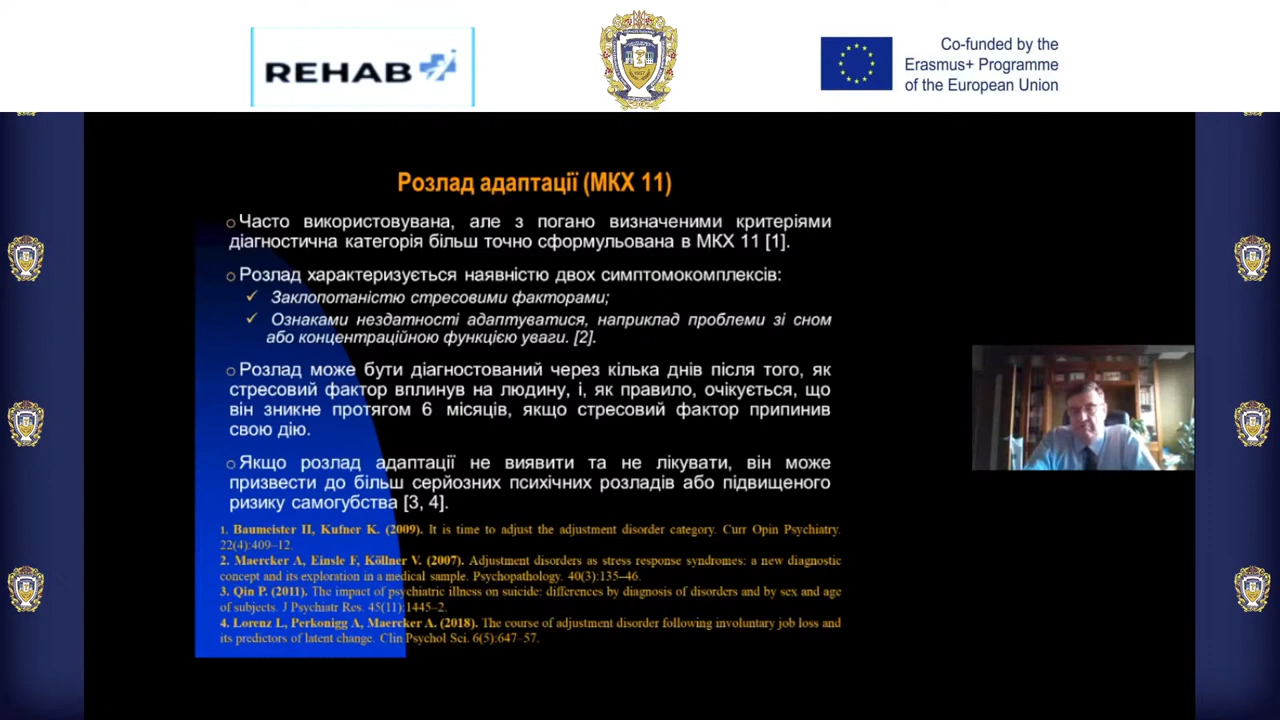 REHAB
Co-funded by the
Erasmus+ Programme
of the European Union
Розлад адаптації (МКХ 11)
Часто використовувана, але з погано визначеними критеріями
діагностична категорія більш точно сформульована в МКХ 11 [1].
Розлад характеризується наявністю двох симптомокомплексів:
Заклопотаністю стресовими факторами;
Ознаками нездатності адаптуватися, наприклад проблеми зі сном
або концентраційною функцією уваги. [2].
Розлад може бути діагностований через кілька днів після того, як
стресовий фактор вплинув на людину, і, як правило, очікується, що
він зникне протягом 6 місяців, якщо стресовий фактор припинив
свою дію.
Якщо розлад адаптації не виявити та не лікувати, він може
призвести до більш серйозних психічних розладів або підвищеного
ризику самогубства [3, 4].
1. Baumeister II, Kufner K. (2009). It is time to adjust the adjustment disorder category. Curr Opin Psychiatry.
22(4):409–12.
2. Maercker A, Einsle F, Köllner V. (2007). Adjustment disorders as stress response syndromes: a new diagnostic
concept and its exploration in a medical sample. Psychopathology. 40(3):135–46.
3. Qin P. (2011). The impact of psychiatric illness on suicide: differences by diagnosis of disorders and by sex and age
of subjects. J Psychiatr Res. 45(11):1445–2.
4. Lorenz L, Perkonigg A, Maercker A. (2018). The course of adjustment disorder following involuntary job loss and
its predictors of latent change. Clin Psychol Sci. 6(5):647–57.